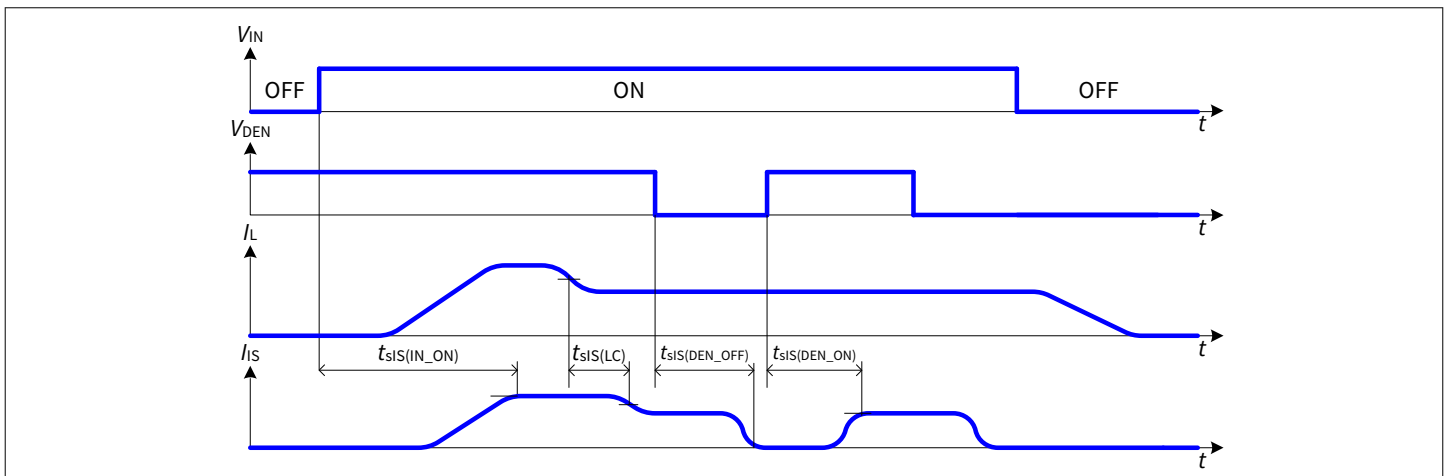 VIN
OFF ON OFF
t
VDEN
t
IL
t
IIS tsIS(IN_ON) tsIS(LC) tsIS(DEN_OFF) tsIS(DEN_ON)
t